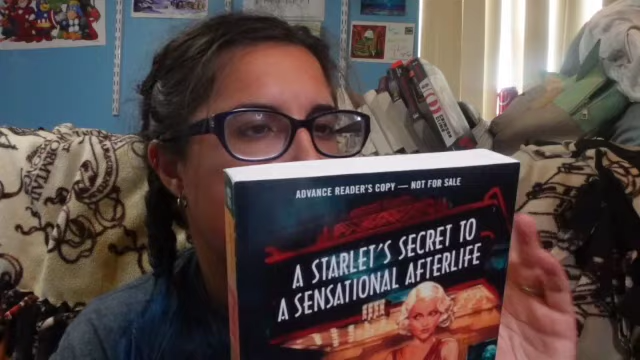 ADVANCE READER'S COPY — NOT FOR SALE
A STARLET'S SECRET TO
A SENSATIONAL AFTERLIFE